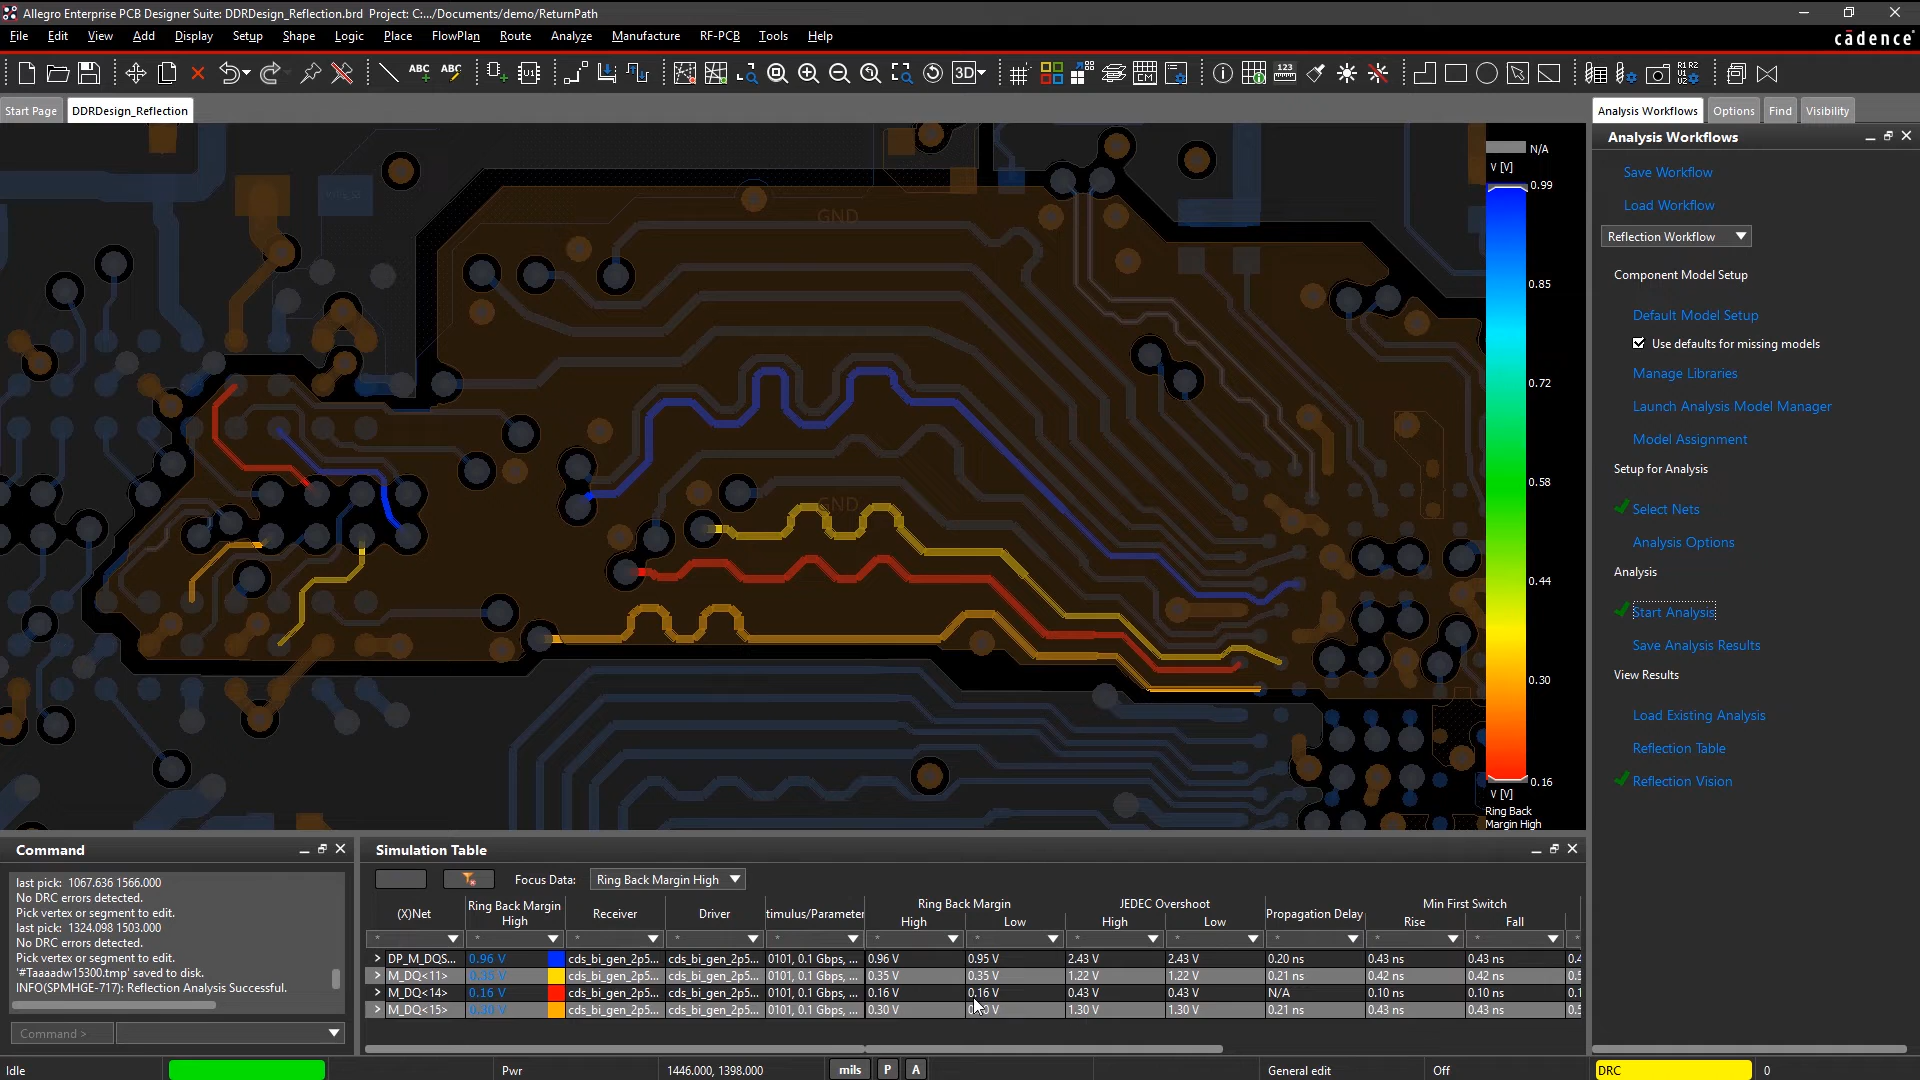 Allegro Enterprise PCB Designer Suite: DDRDesign_Reflection.brd Project: C:.../Documents/demo/ReturnPath
File Edit View Add Display Setup Shape Logic Place FlowPlan Route Analyze Manufacture RF-PCB Tools Help
cādence
Start Page DDRDesign_Reflection
Analysis Workflows Options Find Visibility
Analysis Workflows
Save Workflow
Load Workflow
Reflection Workflow
Component Model Setup
Default Model Setup
Use defaults for missing models
Manage Libraries
Launch Analysis Model Manager
Model Assignment
Setup for Analysis
Select Nets
Analysis Options
Analysis
Start Analysis
Save Analysis Results
View Results
Load Existing Analysis
Reflection Table
Reflection Vision
GND
GND
N/A
V [V]
0.99
0.85
0.72
0.58
0.44
0.30
0.16
V [V]
Ring Back
Margin High
Command
last pick: 1067.636 1566.000
No DRC errors detected.
Pick vertex or segment to edit.
last pick: 1324.098 1503.000
No DRC errors detected.
Pick vertex or segment to edit.
'#Taaaadw15300.tmp' saved to disk.
INFO(SPMHGE-717): Reflection Analysis Successful.
Command >
Simulation Table
Focus Data: Ring Back Margin High
(X)Net Ring Back Margin High Receiver Driver timulus/Parameter Ring Back Margin High Low JEDEC Overshoot High Low Propagation Delay Min First Switch Rise Fall
* * * * * * * * * * * *
> DP_M_DQS... 0.96 V cds_bi_gen_2p5... cds_bi_gen_2p5... 0101, 0.1 Gbps, ... 0.96 V 0.95 V 2.43 V 2.43 V 0.20 ns 0.43 ns 0.43 ns 0.4
> M_DQ<11> 0.35 V cds_bi_gen_2p5... cds_bi_gen_2p5... 0101, 0.1 Gbps, ... 0.35 V 0.35 V 1.22 V 1.22 V 0.21 ns 0.42 ns 0.42 ns 0.5
> M_DQ<14> 0.16 V cds_bi_gen_2p5... cds_bi_gen_2p5... 0101, 0.1 Gbps, ... 0.16 V 0.16 V 0.43 V 0.43 V N/A 0.10 ns 0.10 ns 0.1
> M_DQ<15> 0.30 V cds_bi_gen_2p5... cds_bi_gen_2p5... 0101, 0.1 Gbps, ... 0.30 V 1.30 V 1.30 V 0.21 ns 0.43 ns 0.43 ns 0.5
Idle Pwr 1446.000, 1398.000 mils P A General edit Off DRC 0